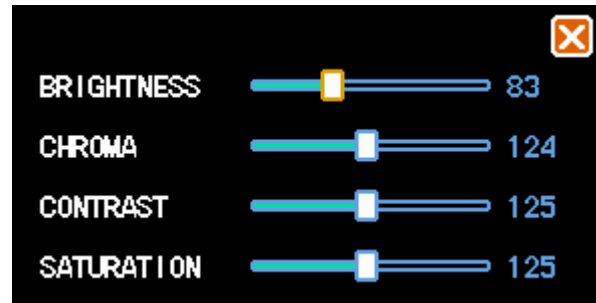 BRIGHTNESS 83
CHROMA 124
CONTRAST 125
SATURATION 125